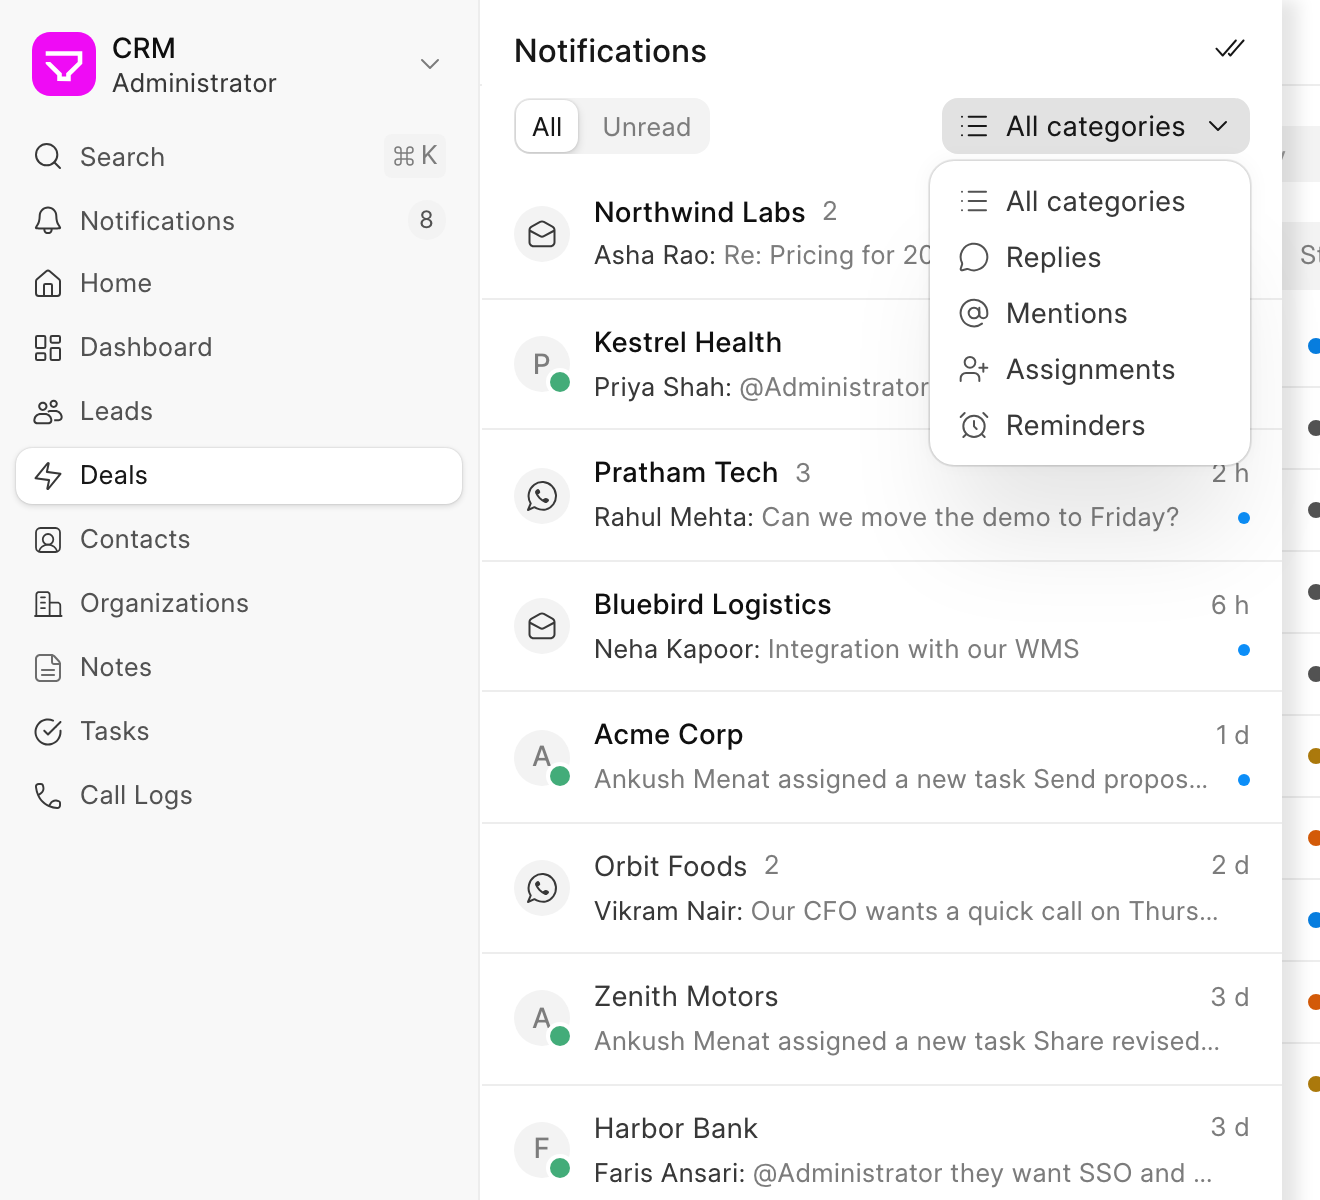 CRM
Administrator
Search ⌘ K
Notifications 8
Home
Dashboard
Leads
Deals
Contacts
Organizations
Notes
Tasks
Call Logs
Notifications
All Unread
All categories
All categories
Replies
Mentions
Assignments
Reminders
Northwind Labs 2
Asha Rao: Re: Pricing for 20
Kestrel Health
P
Priya Shah: @Administrator
Pratham Tech 3 2 h
Rahul Mehta: Can we move the demo to Friday?
Bluebird Logistics 6 h
Neha Kapoor: Integration with our WMS
A
Acme Corp 1 d
Ankush Menat assigned a new task Send propos...
Orbit Foods 2 2 d
Vikram Nair: Our CFO wants a quick call on Thurs...
A
Zenith Motors 3 d
Ankush Menat assigned a new task Share revised...
F
Harbor Bank 3 d
Faris Ansari: @Administrator they want SSO and ...